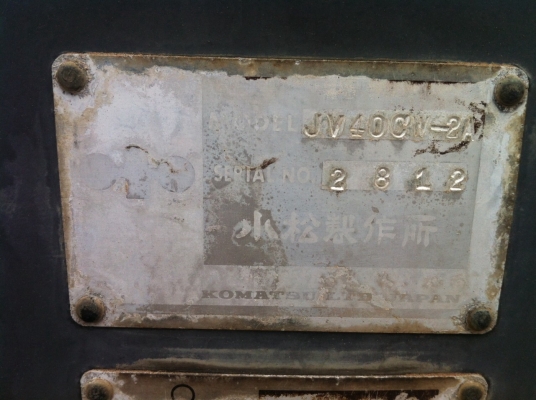 MODEL JV40CW-2A
SERIAL NO. 2812
小松製作所
KOMATSU LTD JAPAN